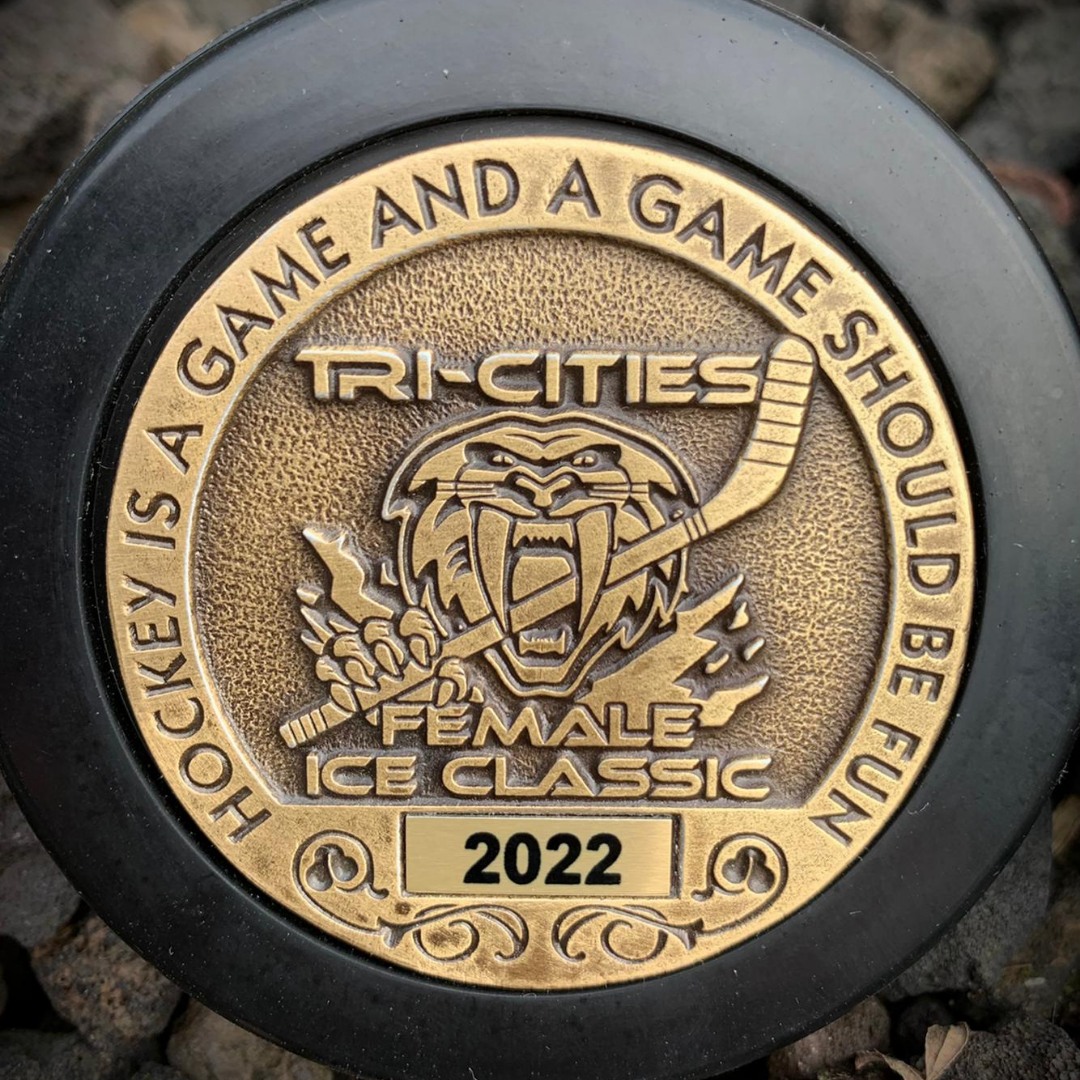 HOCKEY IS A GAME AND A GAME SHOULD BE FUN
TRI-CITIES
FEMALE
ICE CLASSIC
2022